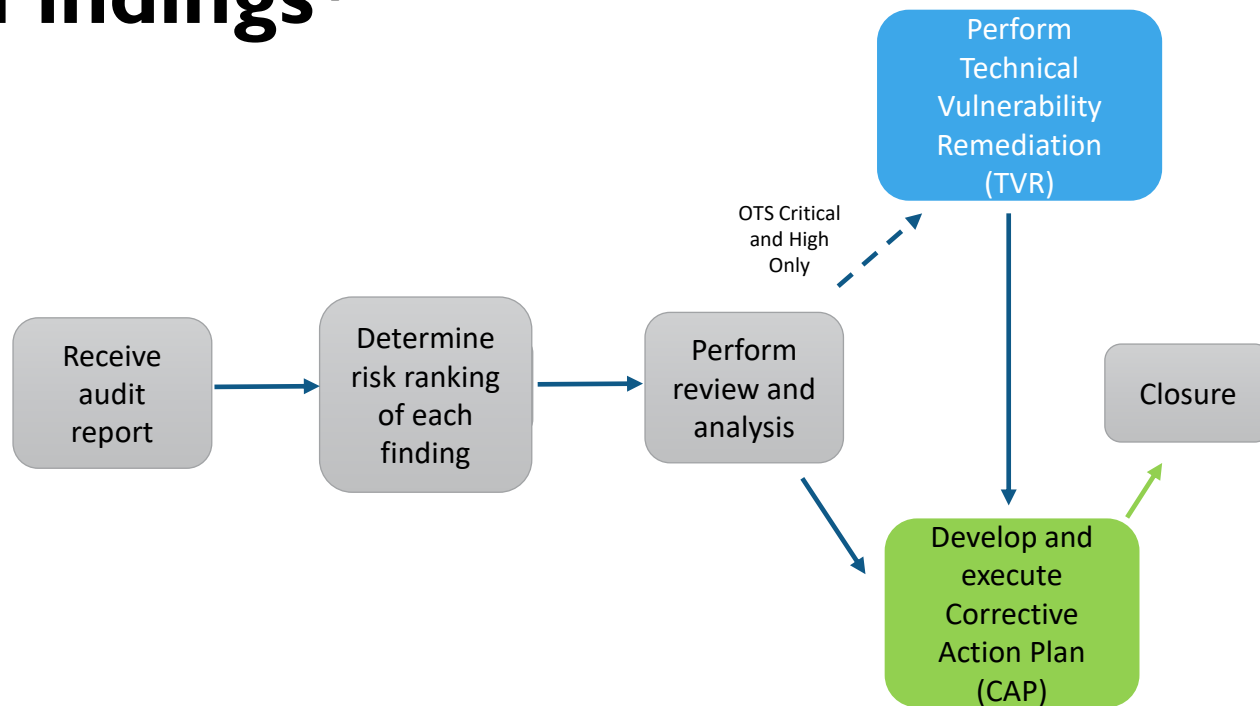 Findings
Perform
Technical
Vulnerability
Remediation
(TVR)
OTS Critical
and High
Only
Receive
audit
report
Determine
risk ranking
of each
finding
Perform
review and
analysis
Closure
Develop and
execute
Corrective
Action Plan
(CAP)